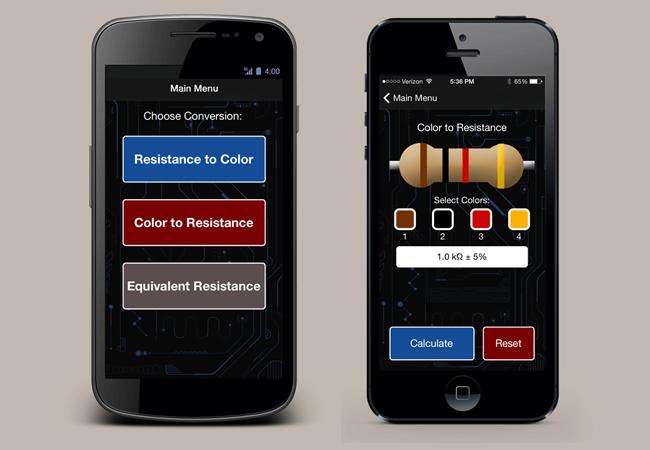 4G 4:00
Main Menu
Choose Conversion:
Resistance to Color
Color to Resistance
Equivalent Resistance
Verizon 5:36 PM 65%
Main Menu
Color to Resistance
Select Colors:
1 2 3 4
1.0 kΩ ± 5%
Calculate Reset